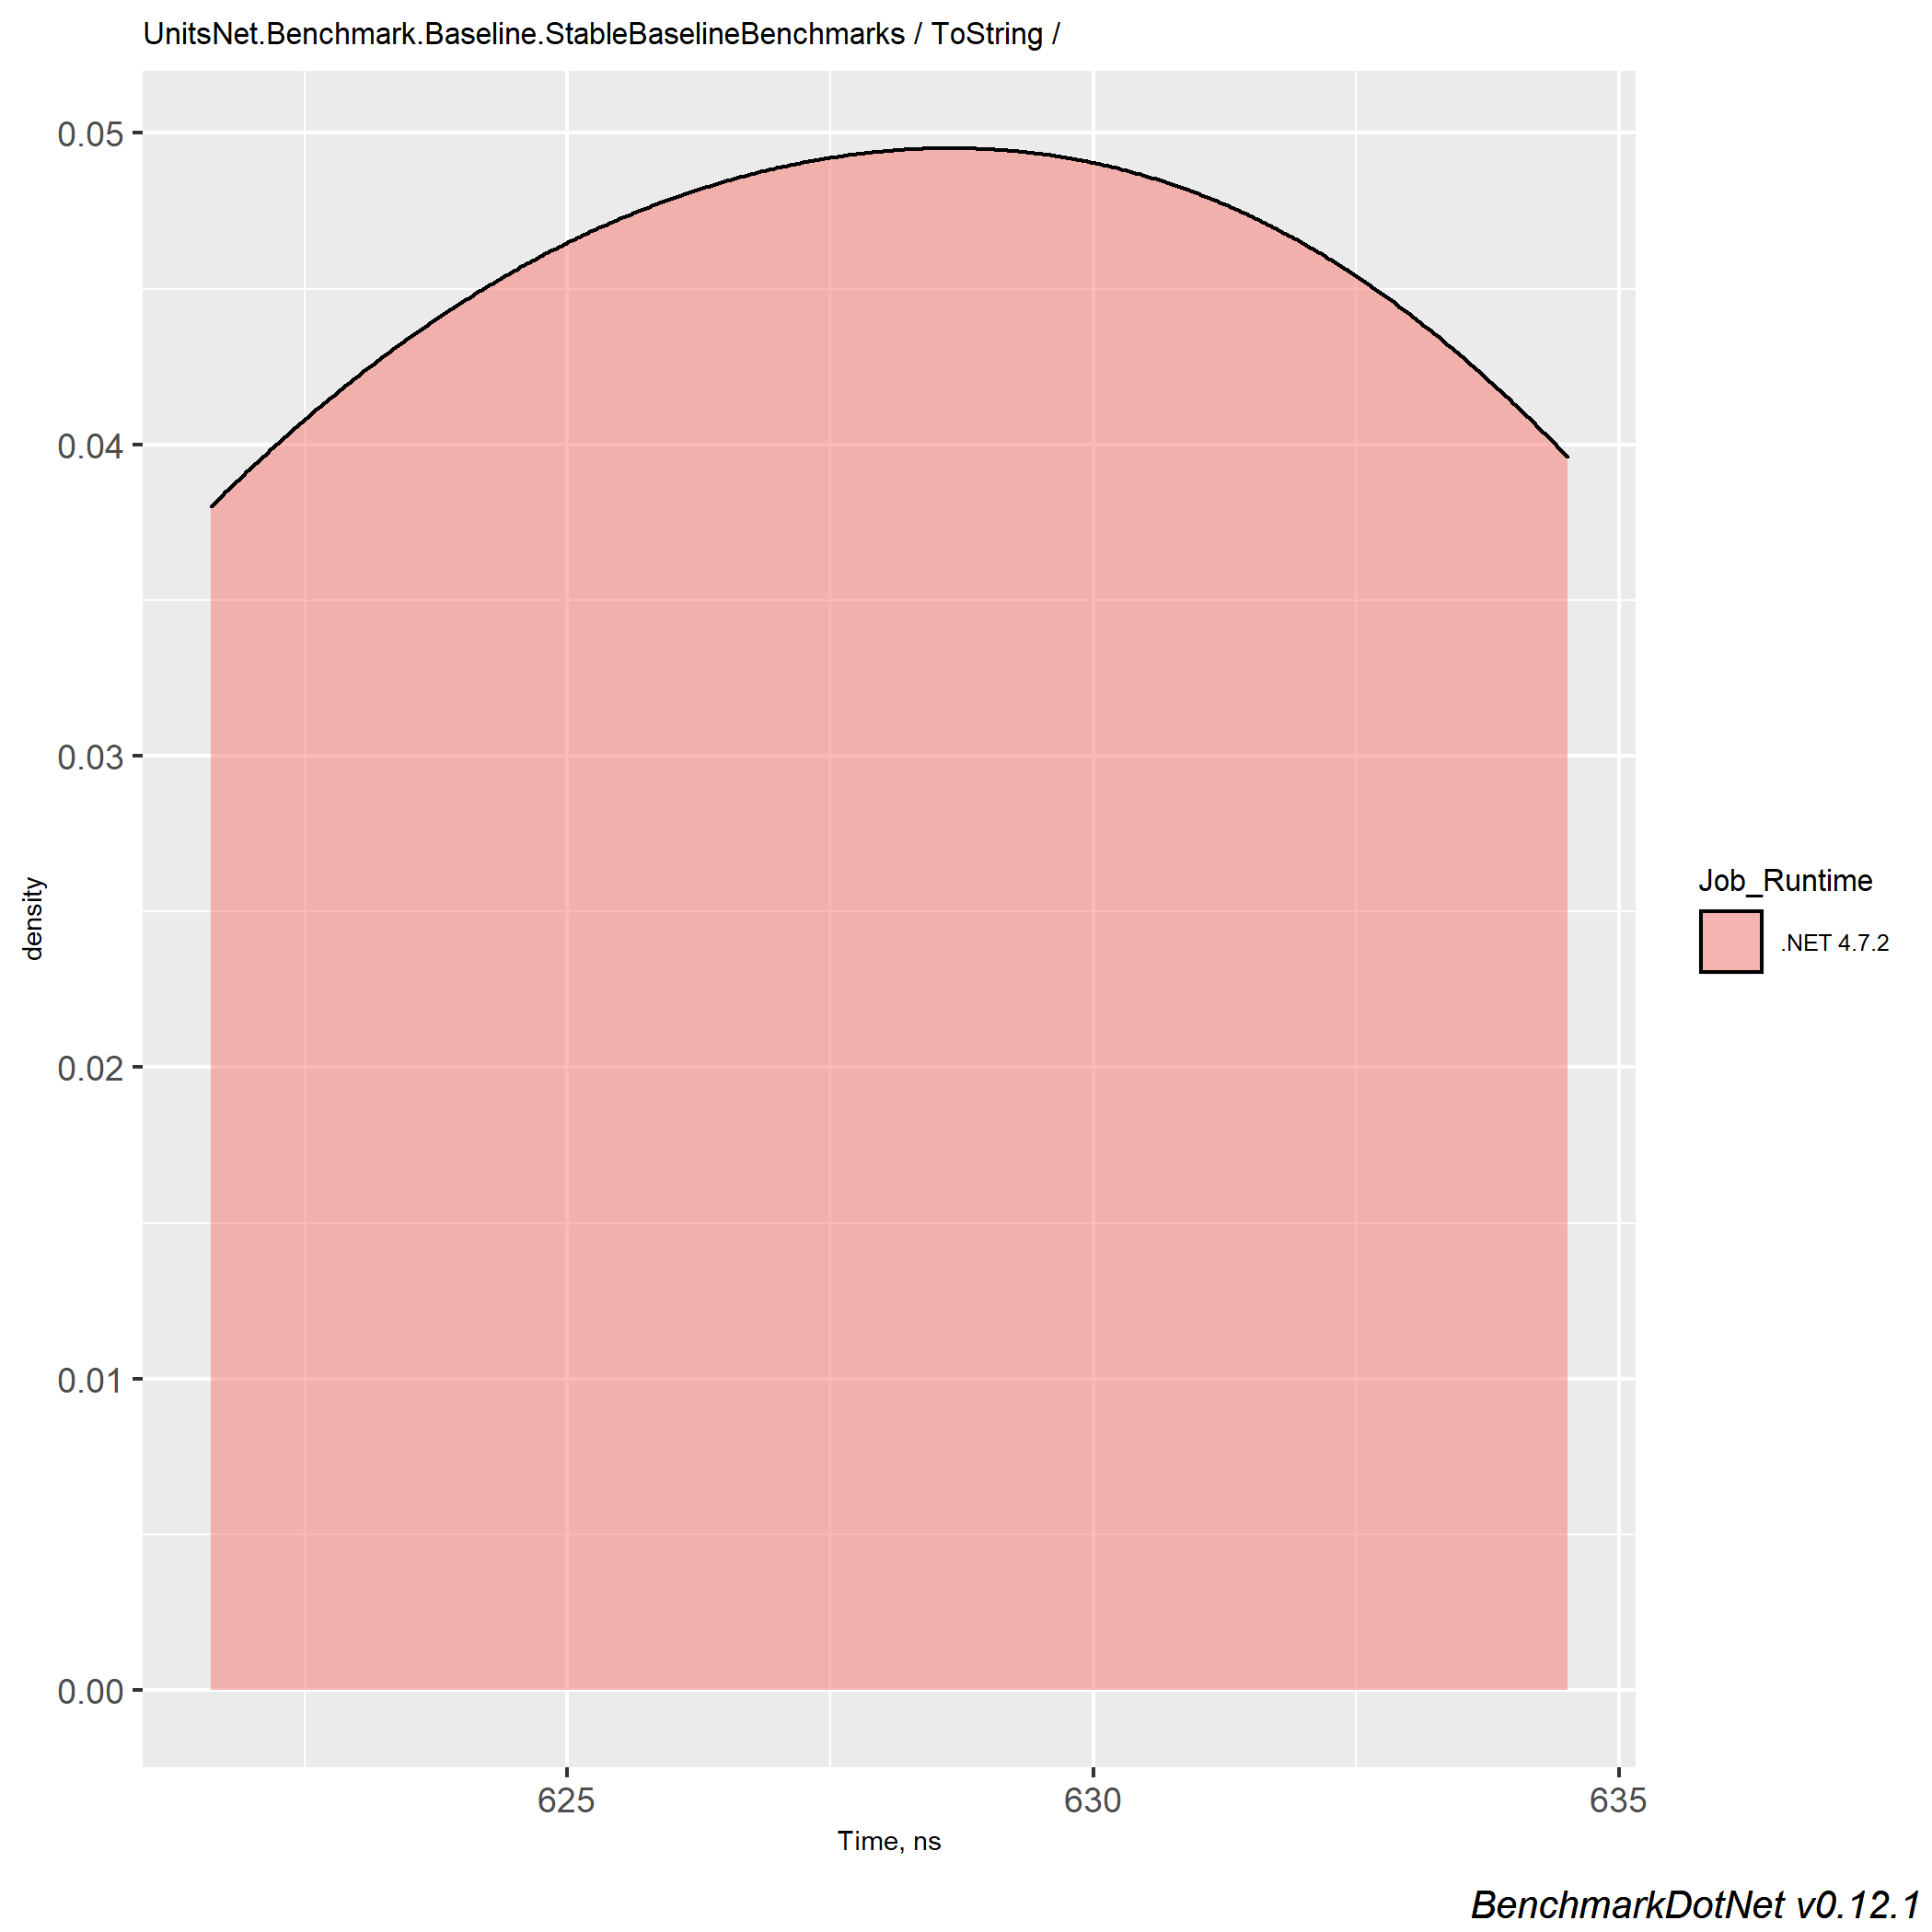 UnitsNet.Benchmark.Baseline.StableBaselineBenchmarks / ToString /
0.05
0.04
0.03
0.02
0.01
0.00
density
625 630 635
Time, ns
Job_Runtime
.NET 4.7.2
BenchmarkDotNet v0.12.1